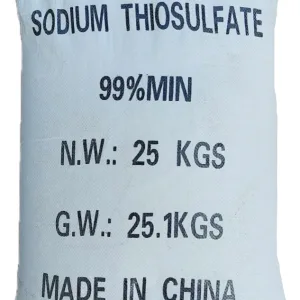 SODIUM THIOSULFATE
99%MIN
N.W.: 25 KGS
G.W.: 25.1KGS
MADE IN CHINA